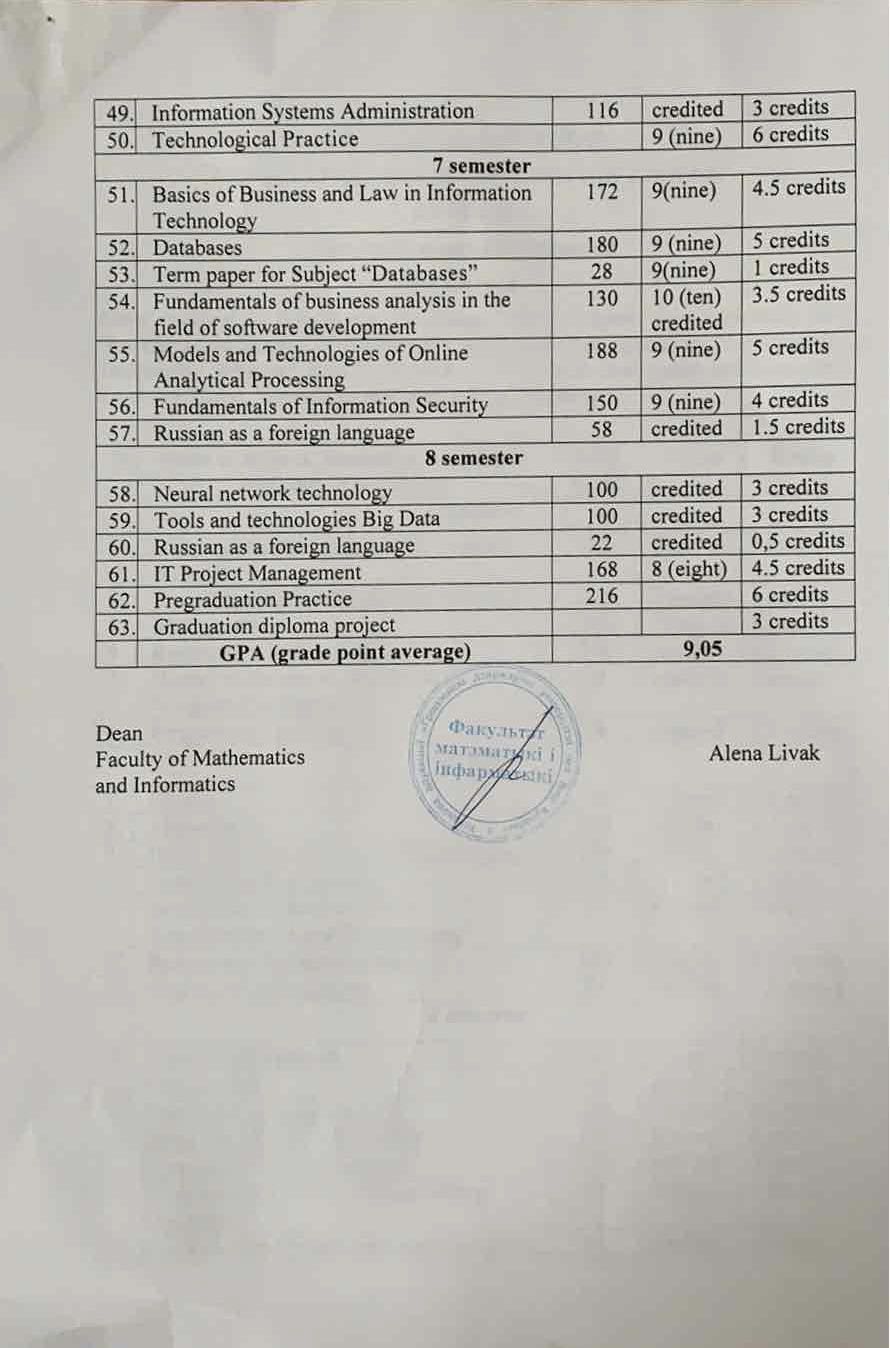 49. Information Systems Administration 116 credited 3 credits
50. Technological Practice 9 (nine) 6 credits
7 semester
51. Basics of Business and Law in Information 172 9(nine) 4.5 credits
Technology
52. Databases 180 9 (nine) 5 credits
53. Term paper for Subject “Databases” 28 9(nine) 1 credits
54. Fundamentals of business analysis in the 130 10 (ten) 3.5 credits
field of software development credited
55. Models and Technologies of Online 188 9 (nine) 5 credits
Analytical Processing
56. Fundamentals of Information Security 150 9 (nine) 4 credits
57. Russian as a foreign language 58 credited 1.5 credits
8 semester
58. Neural network technology 100 credited 3 credits
59. Tools and technologies Big Data 100 credited 3 credits
60. Russian as a foreign language 22 credited 0,5 credits
61. IT Project Management 168 8 (eight) 4.5 credits
62. Pregraduation Practice 216 6 credits
63. Graduation diploma project 3 credits
GPA (grade point average) 9,05
Dean
Faculty of Mathematics
and Informatics
Факультэт
матэматыкі і
інфарматыкі
Alena Livak